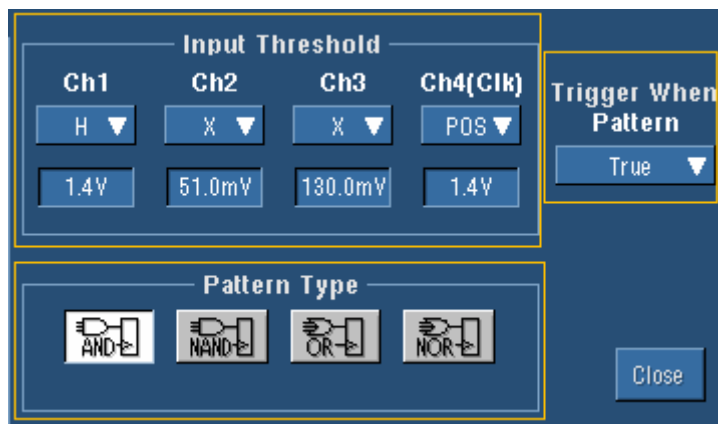 Input Threshold
Ch1 Ch2 Ch3 Ch4(Clk)
H X X POS
1.4V 51.0mV 130.0mV 1.4V
Trigger When
Pattern
True
Pattern Type
AND NAND OR NOR
Close